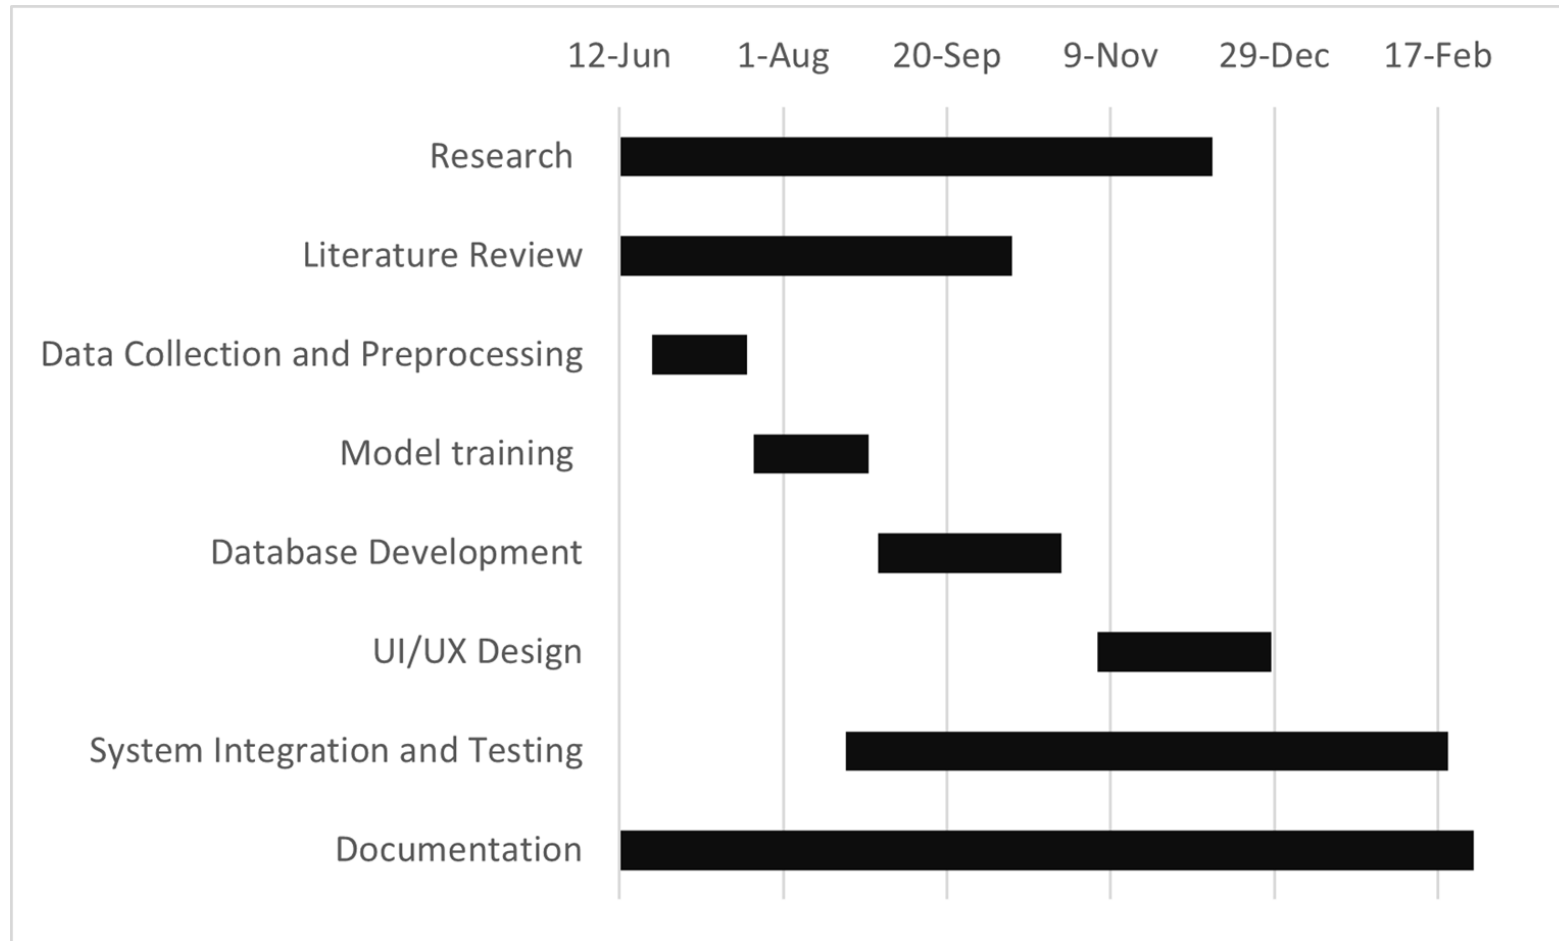 12-Jun 1-Aug 20-Sep 9-Nov 29-Dec 17-Feb
Research
Literature Review
Data Collection and Preprocessing
Model training
Database Development
UI/UX Design
System Integration and Testing
Documentation